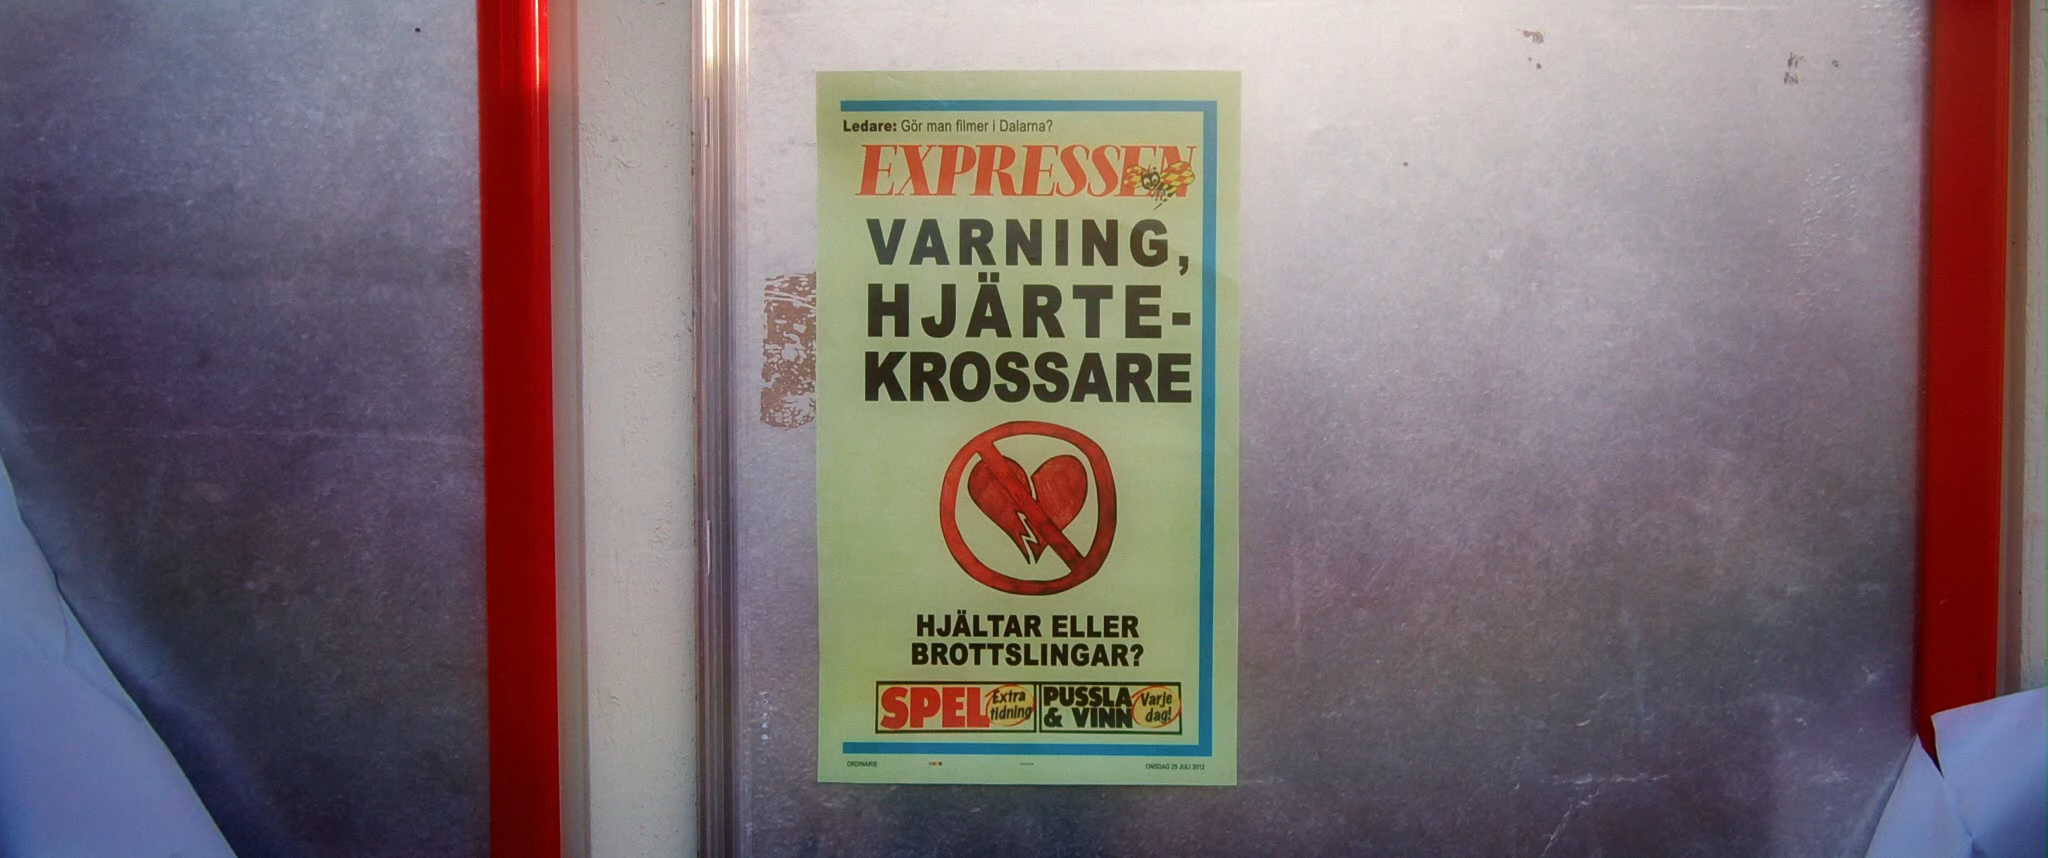 Ledare: Gör man filmer i Dalarna?
EXPRESSEN
VARNING,
HJÄRTE-
KROSSARE
HJÄLTAR ELLER
BROTTSLINGAR?
SPEL Extra tidning
PUSSLA & VINN Varje dag!
ORDINARIE
ONSDAG 25 JULI 2012